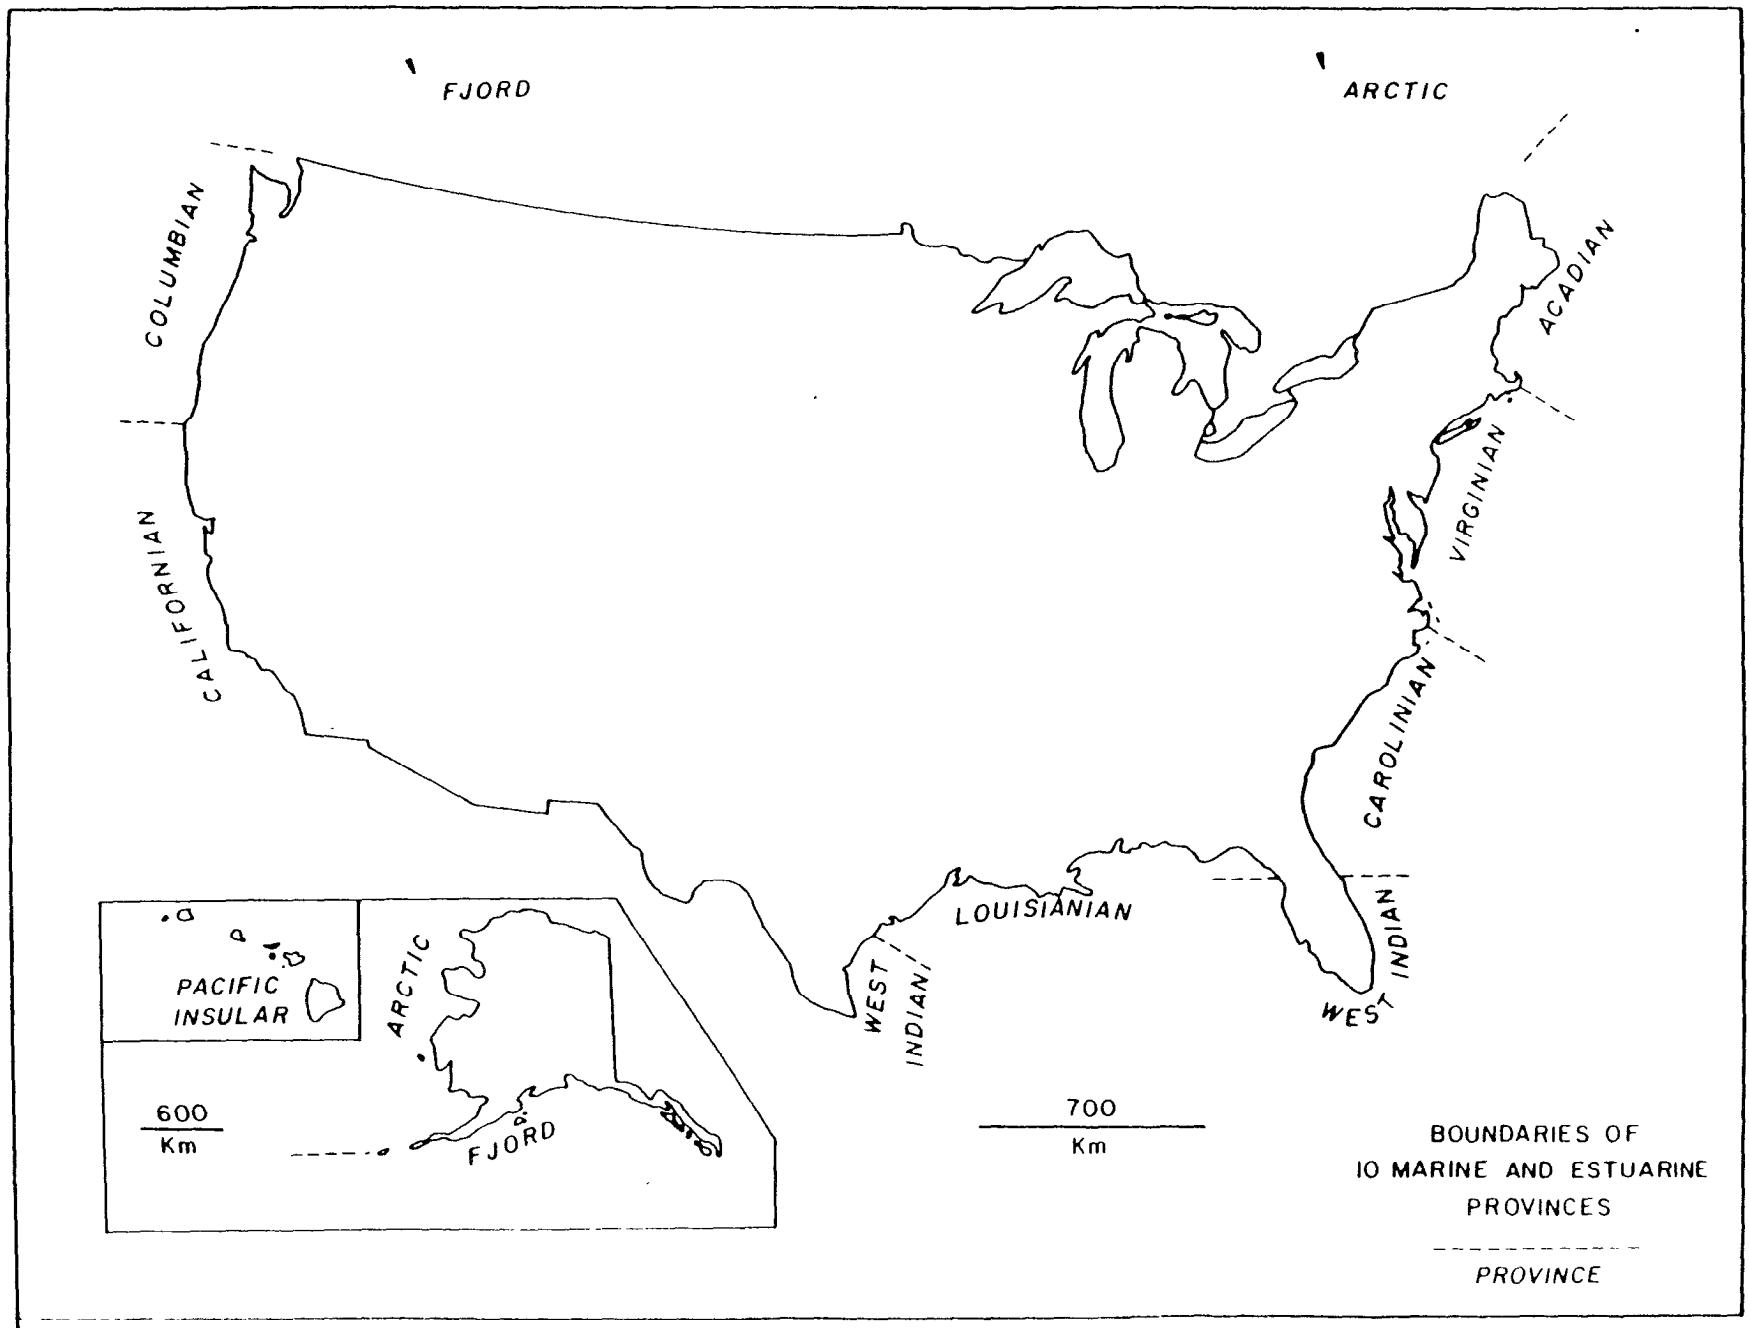 FJORD
ARCTIC
COLUMBIAN
ACADIAN
VIRGINIAN
CALIFORNIAN
CAROLINIAN
LOUISIANIAN
WEST
INDIAN
WEST
INDIAN
ARCTIC
PACIFIC
INSULAR
FJORD
600
Km
700
Km
BOUNDARIES OF
10 MARINE AND ESTUARINE
PROVINCES
PROVINCE